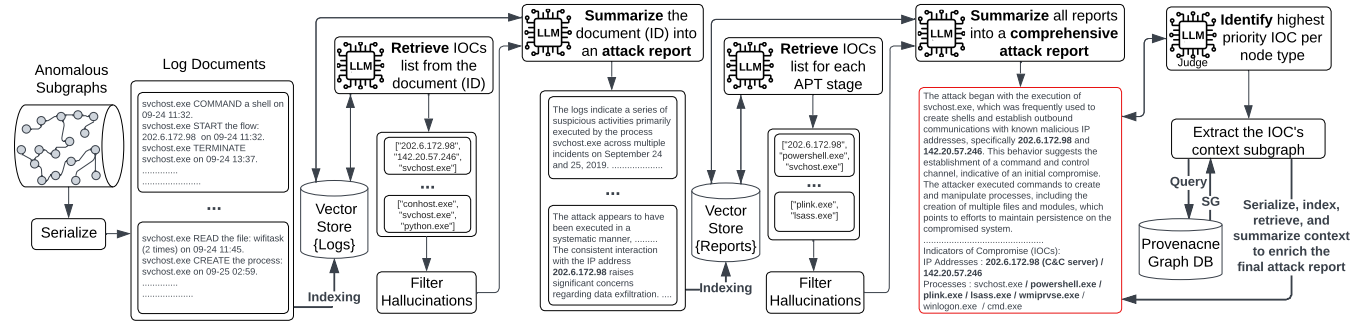 Anomalous
Subgraphs
Serialize
Log Documents
svchost.exe COMMAND a shell on
09-24 11:32.
svchost.exe START the flow:
202.6.172.98 on 09-24 11:32.
svchost.exe TERMINATE
svchost.exe on 09-24 13:37.
..............
......................
...
svchost.exe READ the file: wifitask
(2 times) on 09-24 11:45.
svchost.exe CREATE the process:
svchost.exe on 09-25 02:59.
....................
....................
Indexing
Vector
Store
{Logs}
LLM
Retrieve IOCs
list from the
document (ID)
["202.6.172.98",
"142.20.57.246",
"svchost.exe"]
...
["conhost.exe",
"svchost.exe",
"python.exe"]
Filter
Hallucinations
LLM
Summarize the
document (ID) into
an attack report
The logs indicate a series of
suspicious activities primarily
executed by the process
svchost.exe across multiple
incidents on September 24
and 25, 2019. ....................
...
The attack appears to have
been executed in a
systematic manner, .........
The consistent interaction
with the IP address
202.6.172.98 raises
significant concerns
regarding data exfiltration. ....
Indexing
Vector
Store
{Reports}
LLM
Retrieve IOCs
list for each
APT stage
["202.6.172.98",
"powershell.exe",
"svchost.exe"]
...
["plink.exe",
"lsass.exe"]
Filter
Hallucinations
LLM
Summarize all reports
into a comprehensive
attack report
The attack began with the execution of
svchost.exe, which was frequently used to
create shells and establish outbound
communications with known malicious IP
addresses, specifically 202.6.172.98 and
142.20.57.246. This behavior suggests the
establishment of a command and control
channel, indicative of an initial compromise.
The attacker executed commands to create
and manipulate processes, including the
creation of multiple files and modules, which
points to efforts to maintain persistence on the
compromised system.
............................................
Indicators of Compromise (IOCs):
IP Addresses : 202.6.172.98 (C&C server) /
142.20.57.246
Processes : svchost.exe / powershell.exe /
plink.exe / lsass.exe / wmiprvse.exe /
winlogon.exe / cmd.exe
LLM
Judge
Identify highest
priority IOC per
node type
Extract the IOC's
context subgraph
Query
SG
Provenacne
Graph DB
Serialize, index,
retrieve, and
summarize context
to enrich the
final attack report